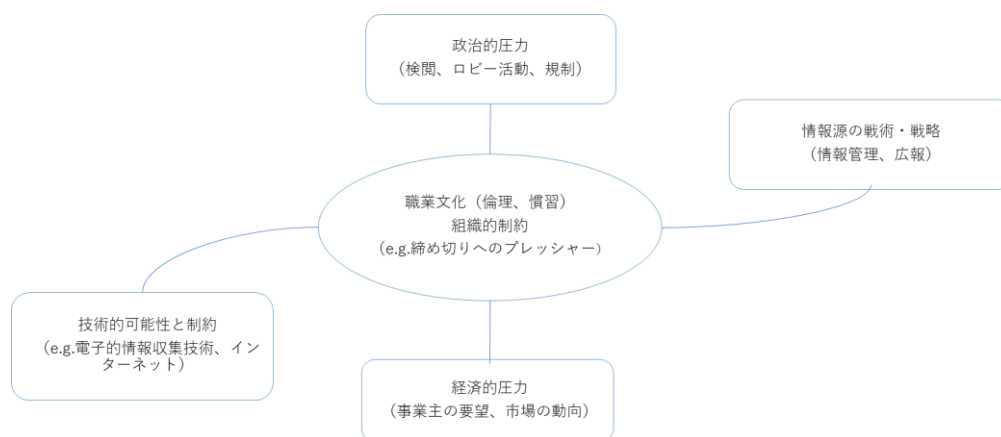 政治的圧力
（検閲、ロビー活動、規制）
情報源の戦術・戦略
（情報管理、広報）
職業文化（倫理、慣習）
組織的制約
（e.g.締め切りへのプレッシャー）
技術的可能性と制約
（e.g.電子的情報収集技術、イン
ターネット）
経済的圧力
（事業主の要望、市場の動向）